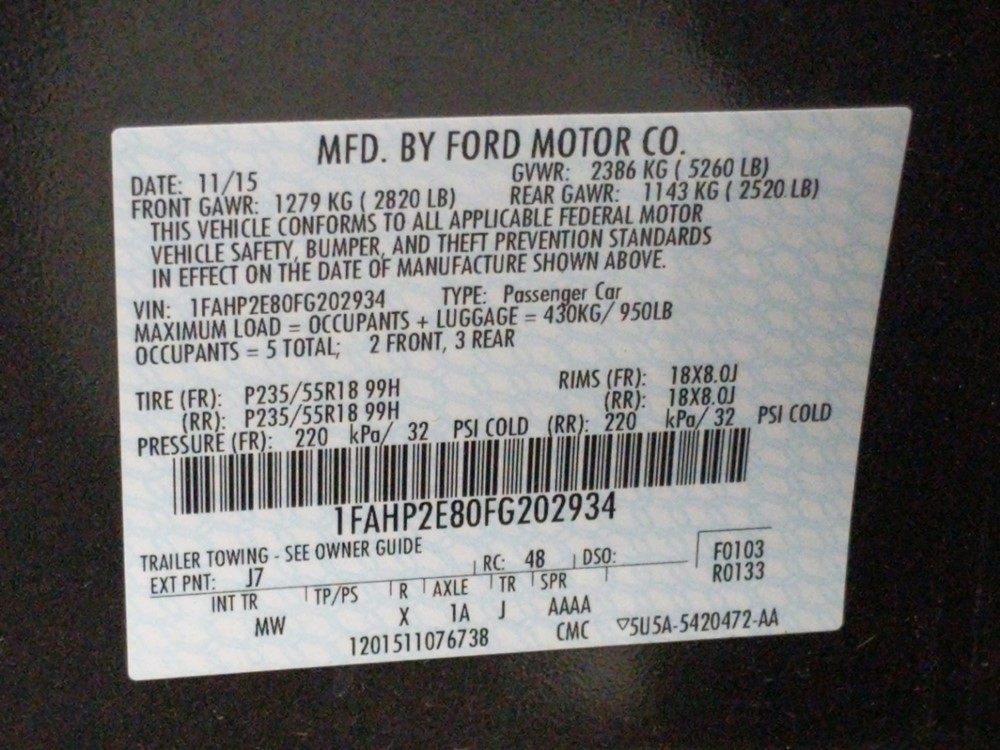 MFD. BY FORD MOTOR CO.
DATE: 11/15 GVWR: 2386 KG ( 5260 LB)
FRONT GAWR: 1279 KG ( 2820 LB) REAR GAWR: 1143 KG ( 2520 LB)
THIS VEHICLE CONFORMS TO ALL APPLICABLE FEDERAL MOTOR
VEHICLE SAFETY, BUMPER, AND THEFT PREVENTION STANDARDS
IN EFFECT ON THE DATE OF MANUFACTURE SHOWN ABOVE.
VIN: 1FAHP2E80FG202934 TYPE: Passenger Car
MAXIMUM LOAD = OCCUPANTS + LUGGAGE = 430KG/ 950LB
OCCUPANTS = 5 TOTAL; 2 FRONT, 3 REAR
TIRE (FR): P235/55R18 99H RIMS (FR): 18X8.0J
(RR): P235/55R18 99H (RR): 18X8.0J
PRESSURE (FR): 220 kPa/ 32 PSI COLD (RR): 220 kPa/ 32 PSI COLD
1FAHP2E80FG202934
TRAILER TOWING - SEE OWNER GUIDE
EXT PNT: J7 RC: 48 DSO: F0103
R0133
INT TR TP/PS R AXLE TR SPR
MW X 1A J AAAA
1201511076738 CMC ▽5U5A-5420472-AA